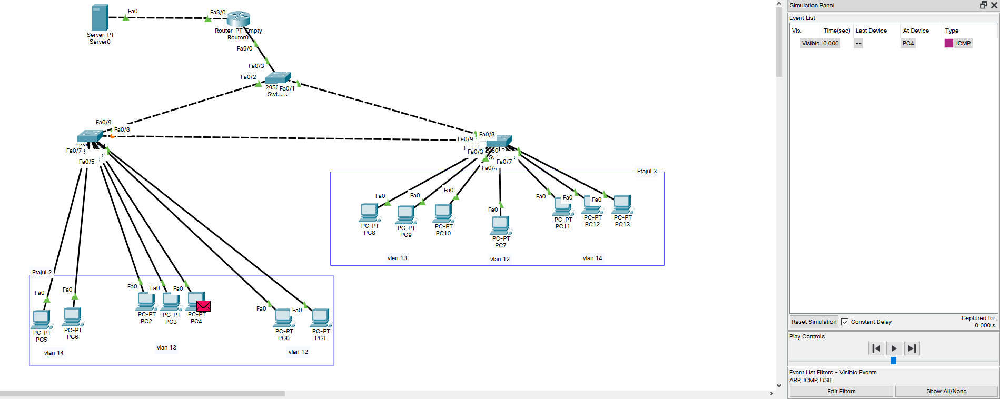 Fa0
Fa8/0
Server-PT
Server0
Router-PT-Empty
Router0
Fa9/0
Fa0/3
Fa0/2
Fa0/1
Fa0/9
Fa0/8
Fa0/7
Fa0/5
Fa0/8
Fa0/9
Fa0/3
Fa0/7
Fa0/4
Etajul 3
Fa0
Fa0
Fa0
Fa0
Fa0
Fa0
Fa0
PC-PT
PC8
PC-PT
PC9
PC-PT
PC10
PC-PT
PC7
PC-PT
PC11
PC-PT
PC12
PC-PT
PC13
vlan 13
vlan 12
vlan 14
Etajul 2
Fa0
Fa0
Fa0
Fa0
Fa0
Fa0
Fa0
PC-PT
PC5
PC-PT
PC6
PC-PT
PC2
PC-PT
PC3
PC-PT
PC4
PC-PT
PC0
PC-PT
PC1
vlan 14
vlan 13
vlan 12
Simulation Panel
Event List
Vis. Time(sec) Last Device At Device Type
Visible 0.000 -- PC4 ICMP
Reset Simulation Constant Delay
Captured to:
0.000 s
Play Controls
Event List Filters - Visible Events
ARP, ICMP, USB
Edit Filters Show All/None